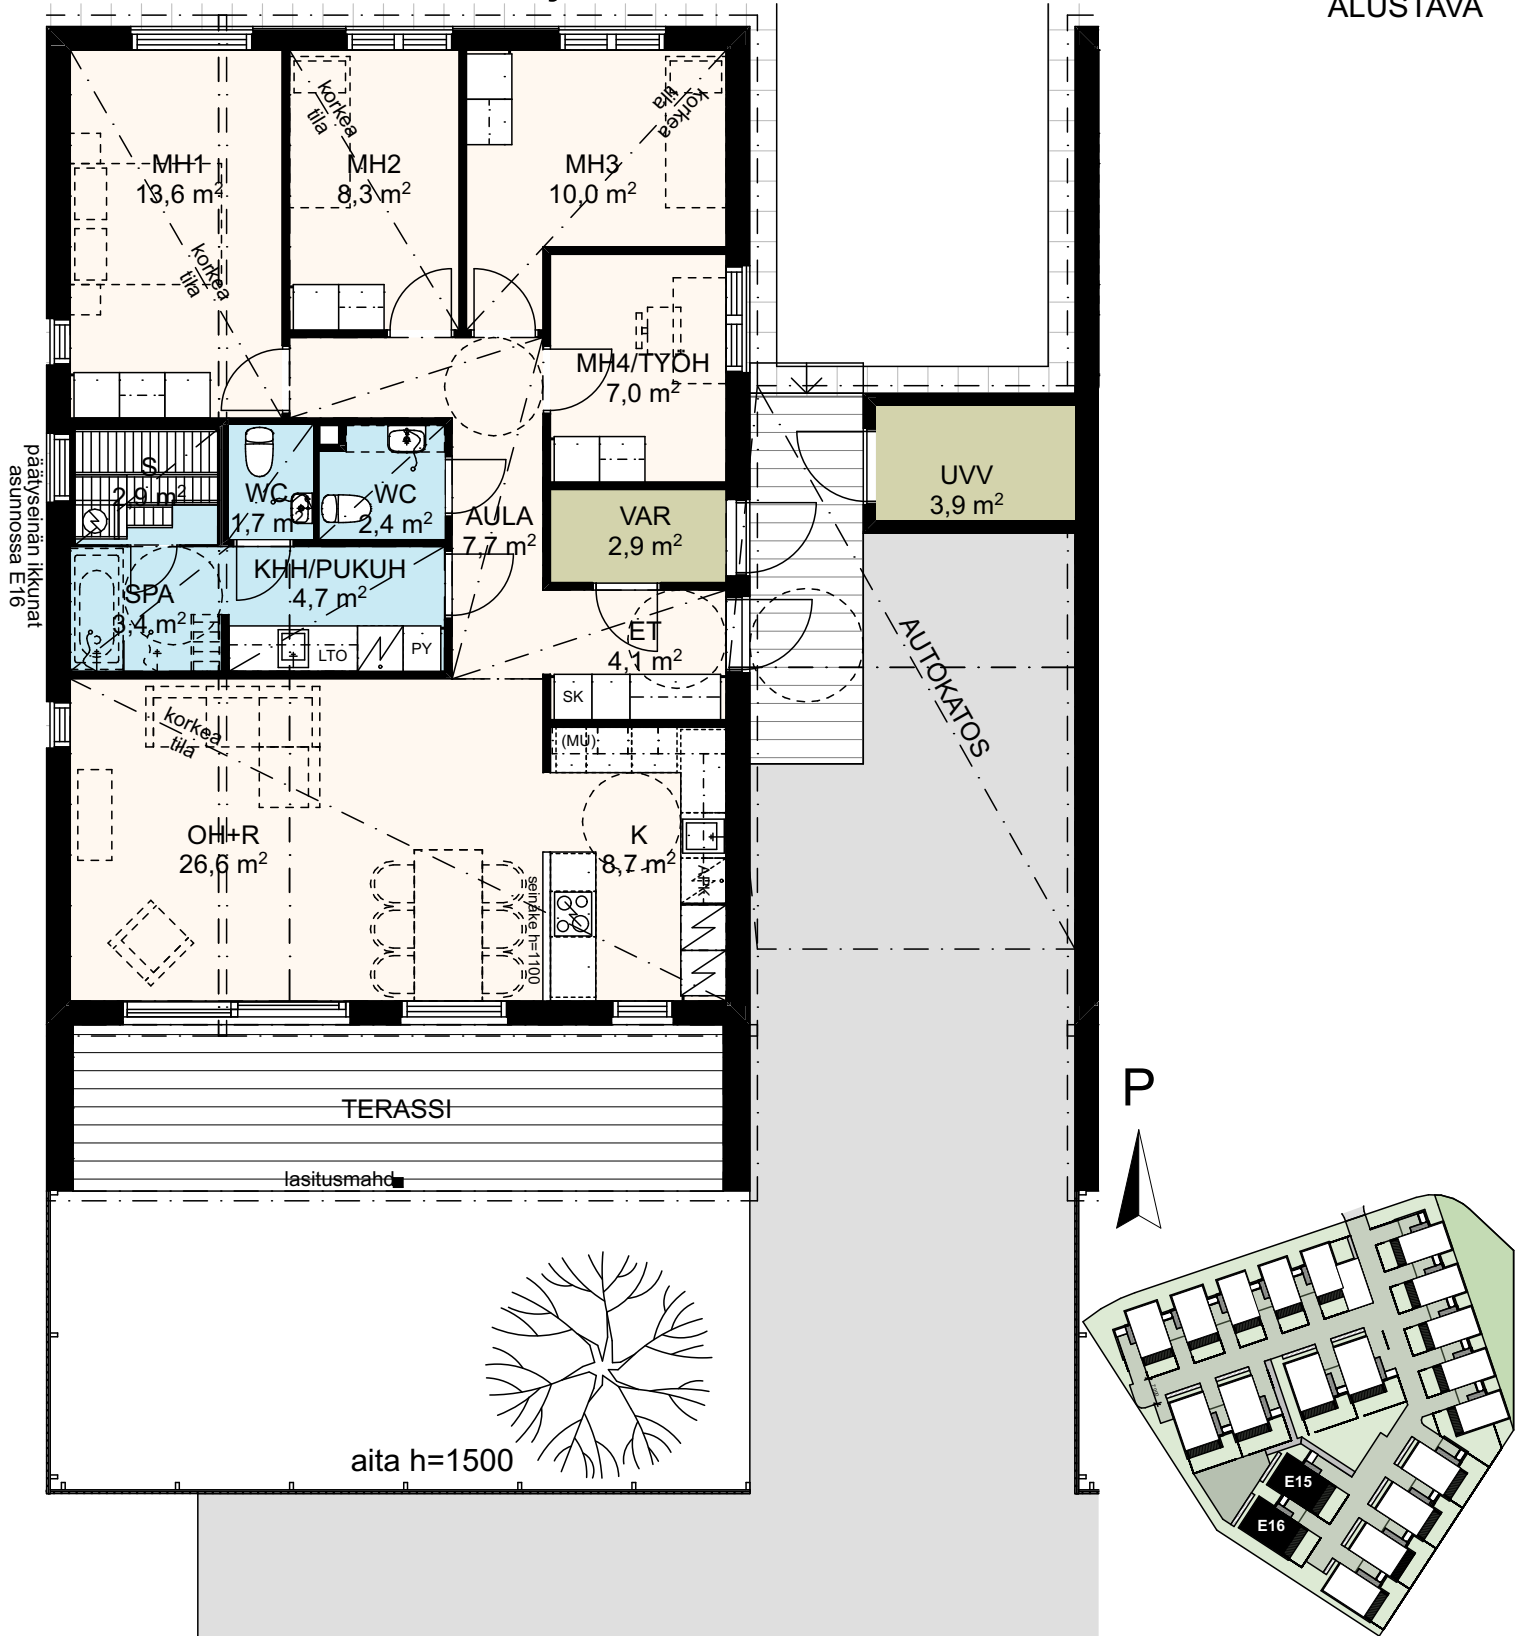 ALUSTAVA
korkea
tila
korkea
tila
MH1
13,6 m²
MH2
8,3 m²
MH3
10,0 m²
korkea
tila
MH4/TYÖH
7,0 m²
päätyseinän ikkunat
asunnossa E16
S
2,9 m²
WC
1,7 m²
WC
2,4 m²
AULA
7,7 m²
VAR
2,9 m²
UVV
3,9 m²
KHH/PUKUH
4,7 m²
SPA
3,4 m²
LTO
PY
ET
4,1 m²
SK
AUTOKATOS
korkea
tila
(MU)
OH+R
26,6 m²
K
8,7 m²
APK
seinäke h=1100
TERASSI
lasitusmahd
P
aita h=1500
E15
E16